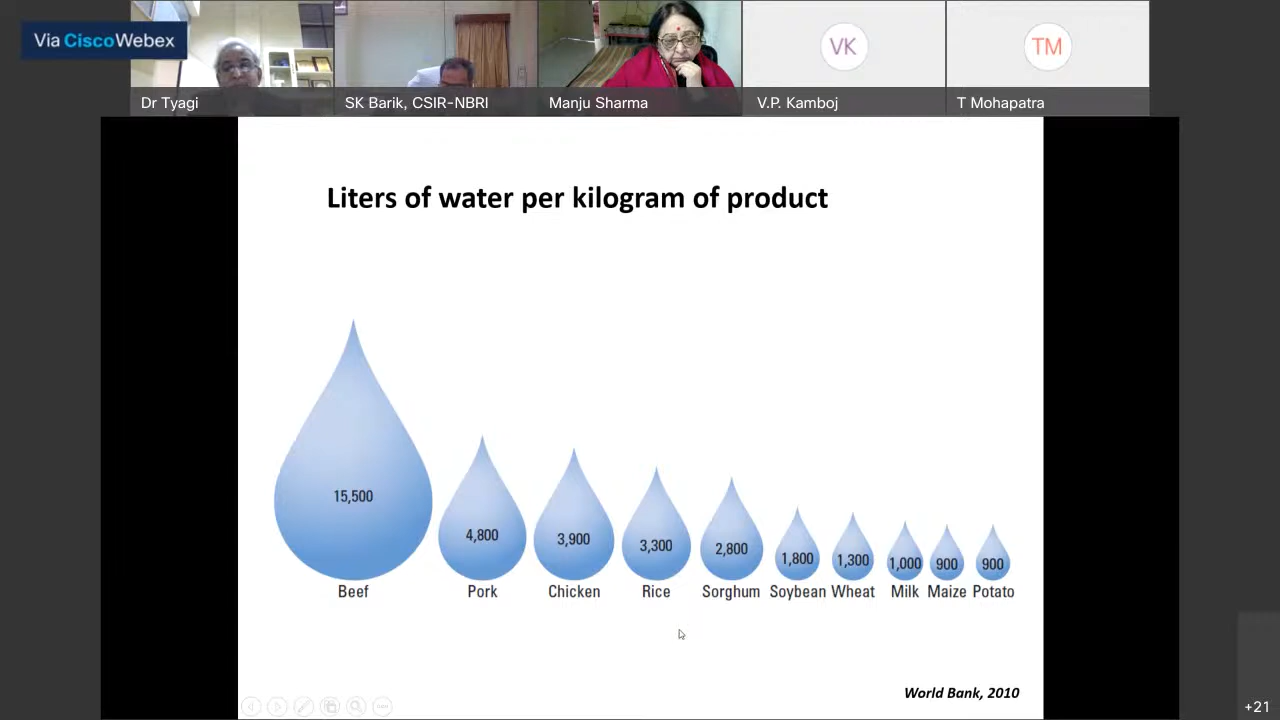 Via Cisco Webex
Dr Tyagi
SK Barik, CSIR-NBRI
Manju Sharma
VK
V.P. Kamboj
TM
T Mohapatra
Liters of water per kilogram of product
15,500
4,800
3,900
3,300
2,800
1,800
1,300
1,000
900
900
Beef
Pork
Chicken
Rice
Sorghum
Soybean
Wheat
Milk
Maize
Potato
World Bank, 2010
+21